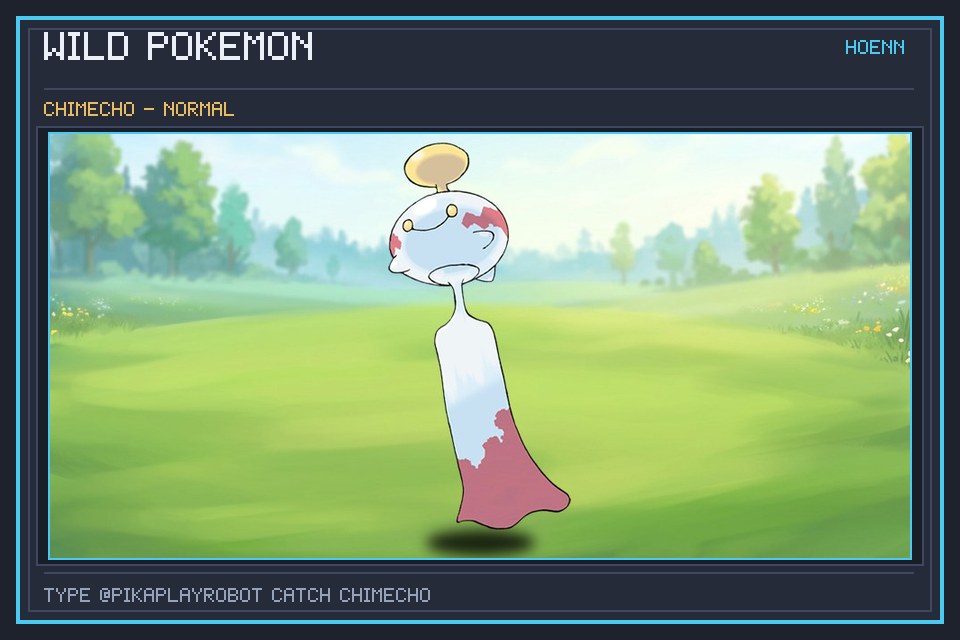 WILD POKEMON
HOENN
CHIMECHO - NORMAL
TYPE @PIKAPLAYROBOT CATCH CHIMECHO